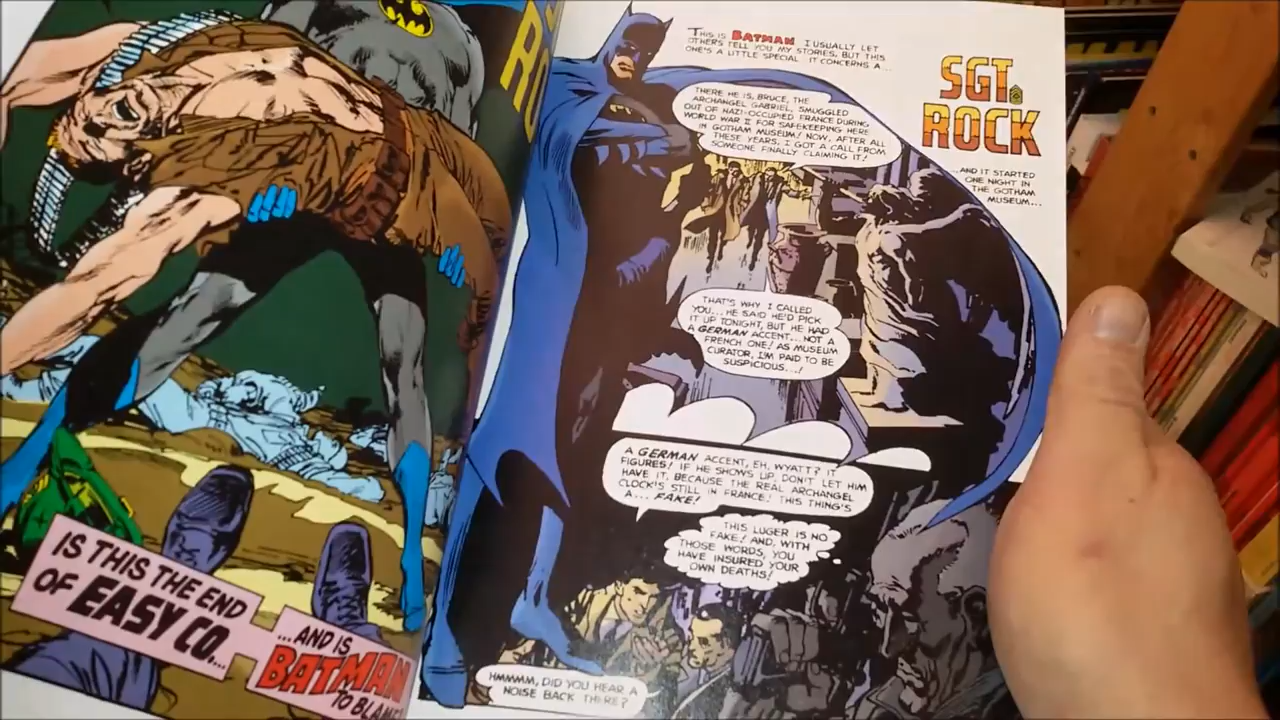 RO
IS THIS THE END
OF EASY CO...
...AND IS
BATMAN
TO BLAME
THIS IS BATMAN I USUALLY LET
OTHERS TELL YOU MY STORIES, BUT THIS
ONE'S A LITTLE SPECIAL IT CONCERNS A...
SGT.
ROCK
THERE HE IS, BRUCE, THE
ARCHANGEL GABRIEL, SMUGGLED
OUT OF NAZI-OCCUPIED FRANCE DURING
WORLD WAR II FOR SAFEKEEPING HERE
IN GOTHAM MUSEUM! NOW, AFTER ALL
THESE YEARS, I GOT A CALL FROM
SOMEONE FINALLY CLAIMING IT!
...AND IT STARTED
ONE NIGHT IN
THE GOTHAM
MUSEUM...
THAT'S WHY I CALLED
YOU... HE SAID HE'D PICK
IT UP TONIGHT, BUT HE HAD
A GERMAN ACCENT... NOT A
FRENCH ONE! AS MUSEUM
CURATOR, I'M PAID TO BE
SUSPICIOUS...!
A GERMAN ACCENT, EH, WYATT? IT
FIGURES! IF HE SHOWS UP, DON'T LET HIM
HAVE IT, BECAUSE THE REAL ARCHANGEL
CLOCK'S STILL IN FRANCE! THIS THING'S
A... FAKE!
THIS LUGER IS NO
FAKE! AND, WITH
THOSE WORDS, YOU
HAVE INSURED YOUR
OWN DEATHS!
HMMMM, DID YOU HEAR A
NOISE BACK THERE?